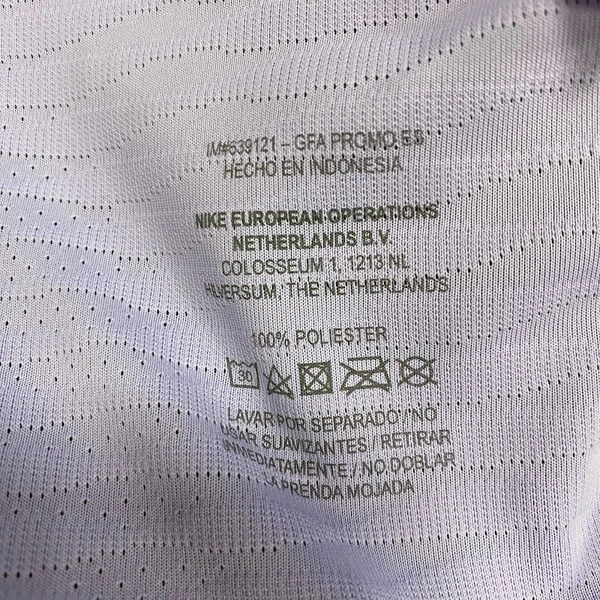 IM#639121 – GFA PROMO.ES
HECHO EN INDONESIA
NIKE EUROPEAN OPERATIONS
NETHERLANDS B.V.
COLOSSEUM 1, 1213 NL
HILVERSUM, THE NETHERLANDS
100% POLIESTER
30
LAVAR POR SEPARADO / NO
USAR SUAVIZANTES / RETIRAR
INMEDIATAMENTE / NO DOBLAR
LA PRENDA MOJADA